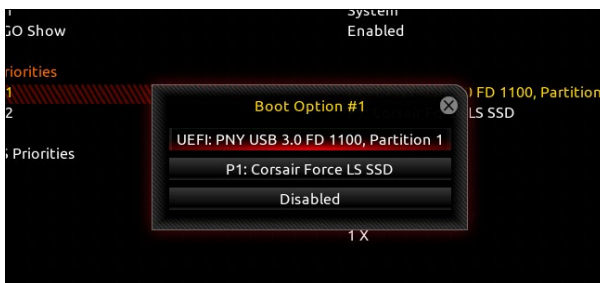 System
GO Show Enabled
riorities
1 FD 1100, Partition
2 LS SSD
Boot Option #1
UEFI: PNY USB 3.0 FD 1100, Partition 1
P1: Corsair Force LS SSD
Disabled
Priorities
1 X